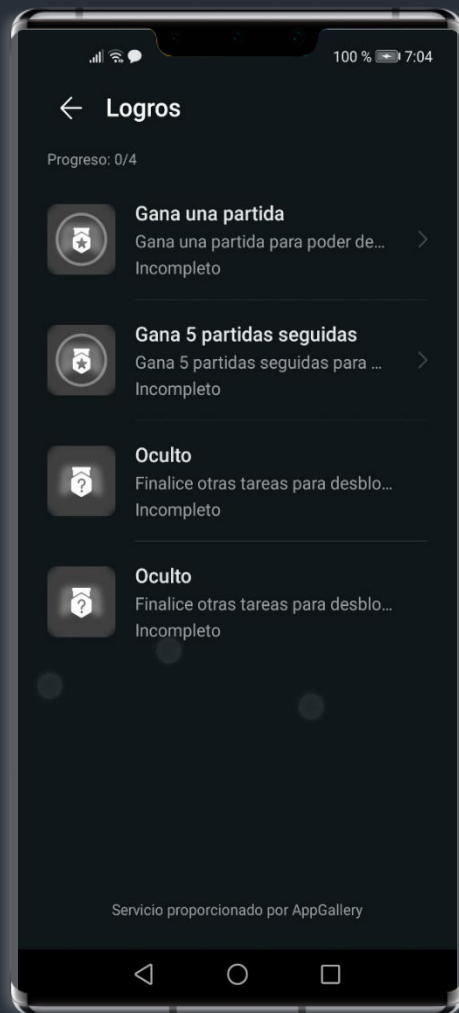 100 % 7:04
Logros
Progreso: 0/4
Gana una partida
Gana una partida para poder de...
Incompleto
Gana 5 partidas seguidas
Gana 5 partidas seguidas para ...
Incompleto
Oculto
Finalice otras tareas para desblo...
Incompleto
Oculto
Finalice otras tareas para desblo...
Incompleto
Servicio proporcionado por AppGallery